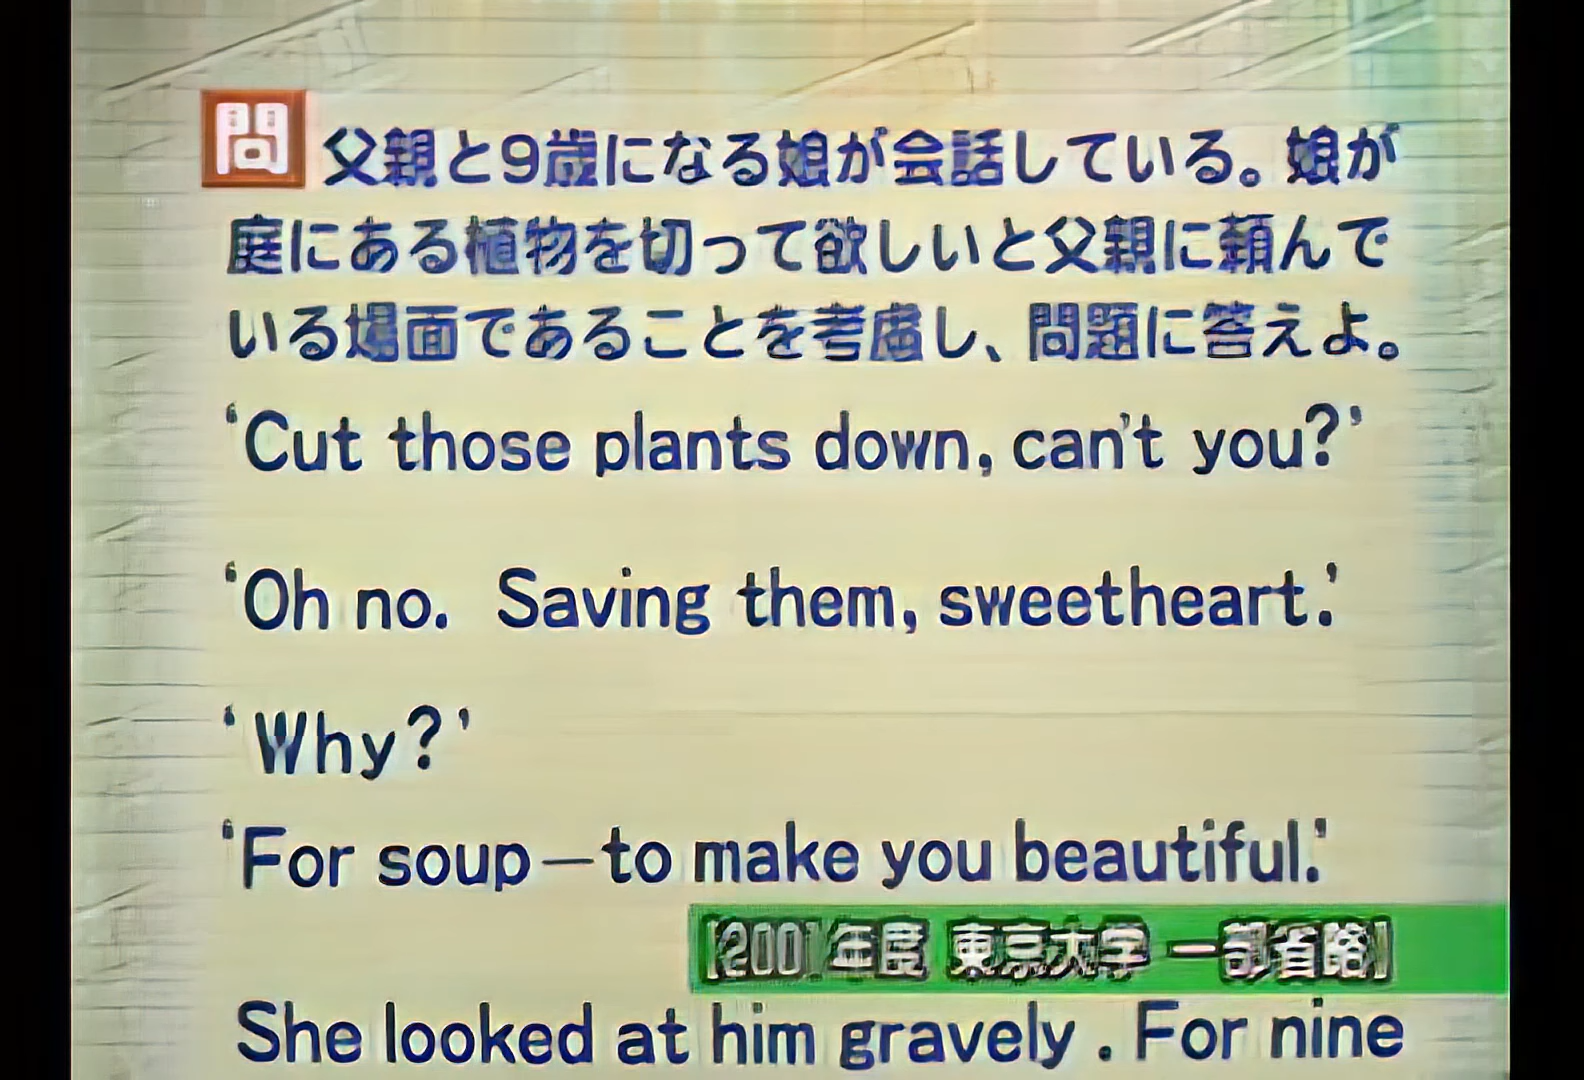 問 父親と9歳になる娘が会話している。娘が
庭にある植物を切って欲しいと父親に頼んで
いる場面であることを考慮し、問題に答えよ。
‘Cut those plants down, can't you?’
‘Oh no. Saving them, sweetheart.’
‘Why?’
‘For soup—to make you beautiful.’
【2001年度 東京大学 一部省略】
She looked at him gravely. For nine